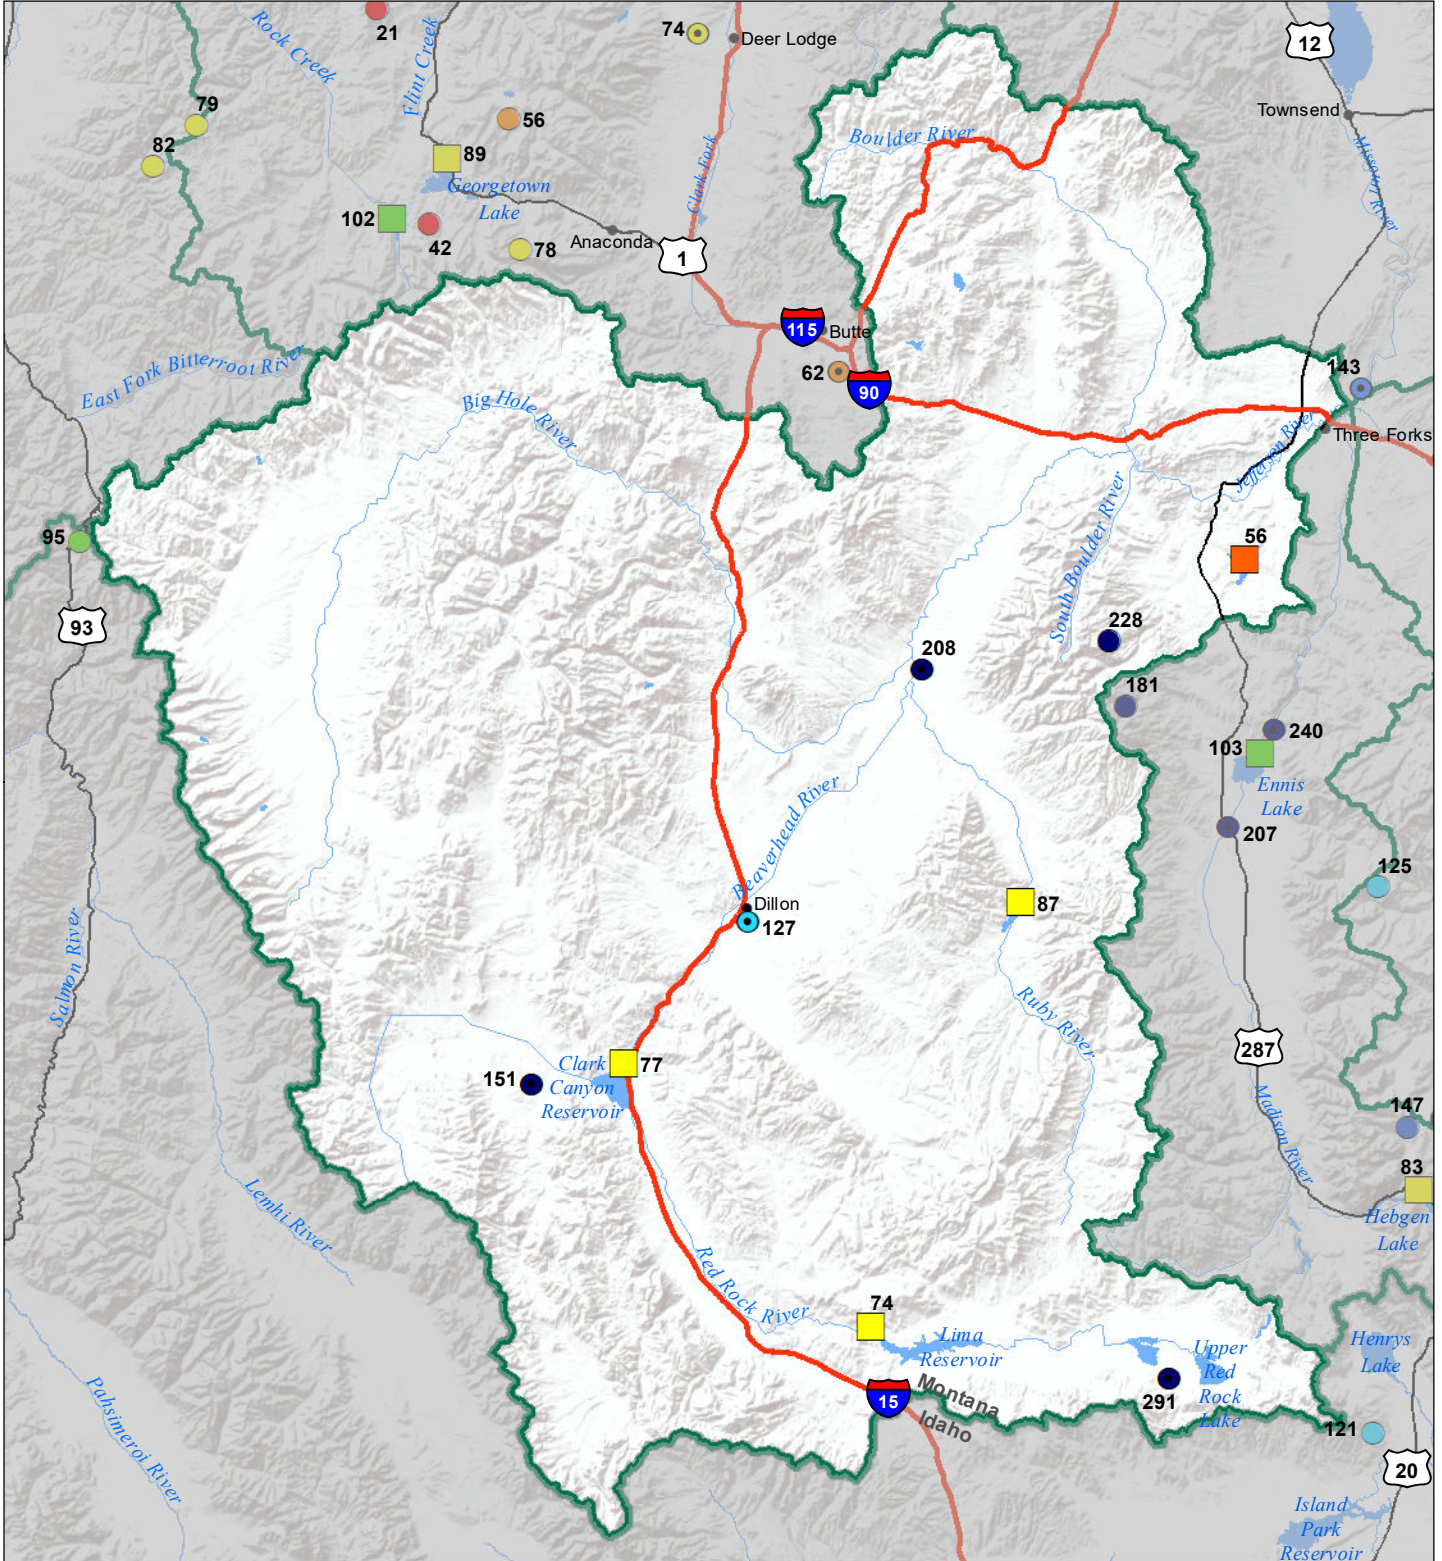 21
74
Deer Lodge
12
Rock Creek
Flint Creek
79
56
Townsend
82
89
Boulder River
Missouri River
Georgetown
Lake
Clark Fork
102
42
78
Anaconda
1
115
Butte
62
90
143
East Fork Bitterroot River
Big Hole River
Three Forks
Jefferson River
95
56
South Boulder River
93
228
208
181
240
103
Ennis
Lake
Beaverhead River
207
125
Dillon
127
87
Salmon River
Ruby River
287
Clark
Canyon
Reservoir
77
151
Madison River
147
83
Lemhi River
Hebgen
Lake
Red Rock River
74
Lima
Reservoir
Upper
Red
Rock
Lake
Henrys
Lake
291
15
Montana
Idaho
121
Pahsimeroi River
20
Island
Park
Reservoir